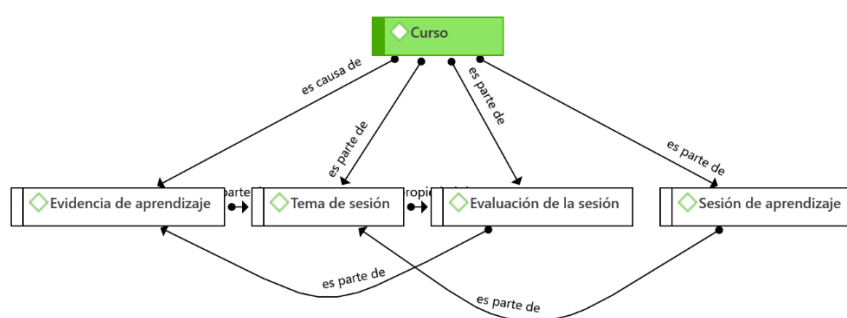 Curso
es causa de
es parte de
es parte de
es parte de
Evidencia de aprendizaje
Tema de sesión
Evaluación de la sesión
Sesión de aprendizaje
es parte de
es parte de